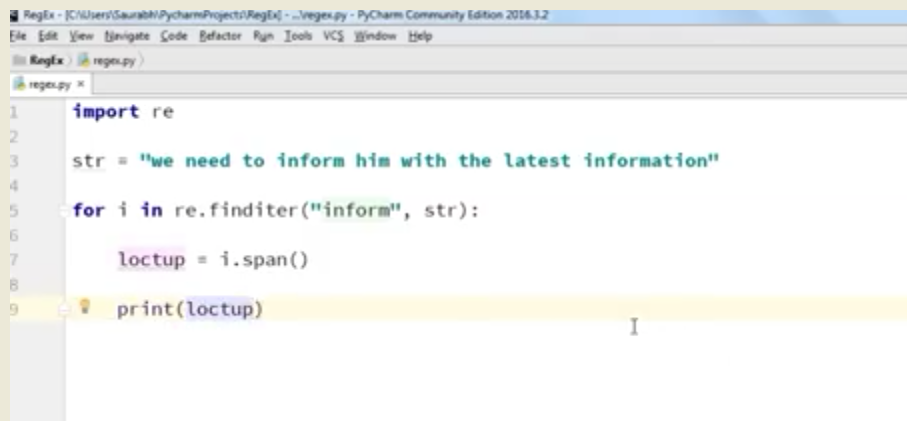 RegEx - [C:\Users\Saurabh\PycharmProjects\RegEx] - ...\regex.py - PyCharm Community Edition 2016.3.2
File Edit View Navigate Code Refactor Run Tools VCS Window Help
RegEx regex.py
regex.py ×
1 import re
2
3 str = "we need to inform him with the latest information"
4
5 for i in re.finditer("inform", str):
6
7 loctup = i.span()
8
9 print(loctup)